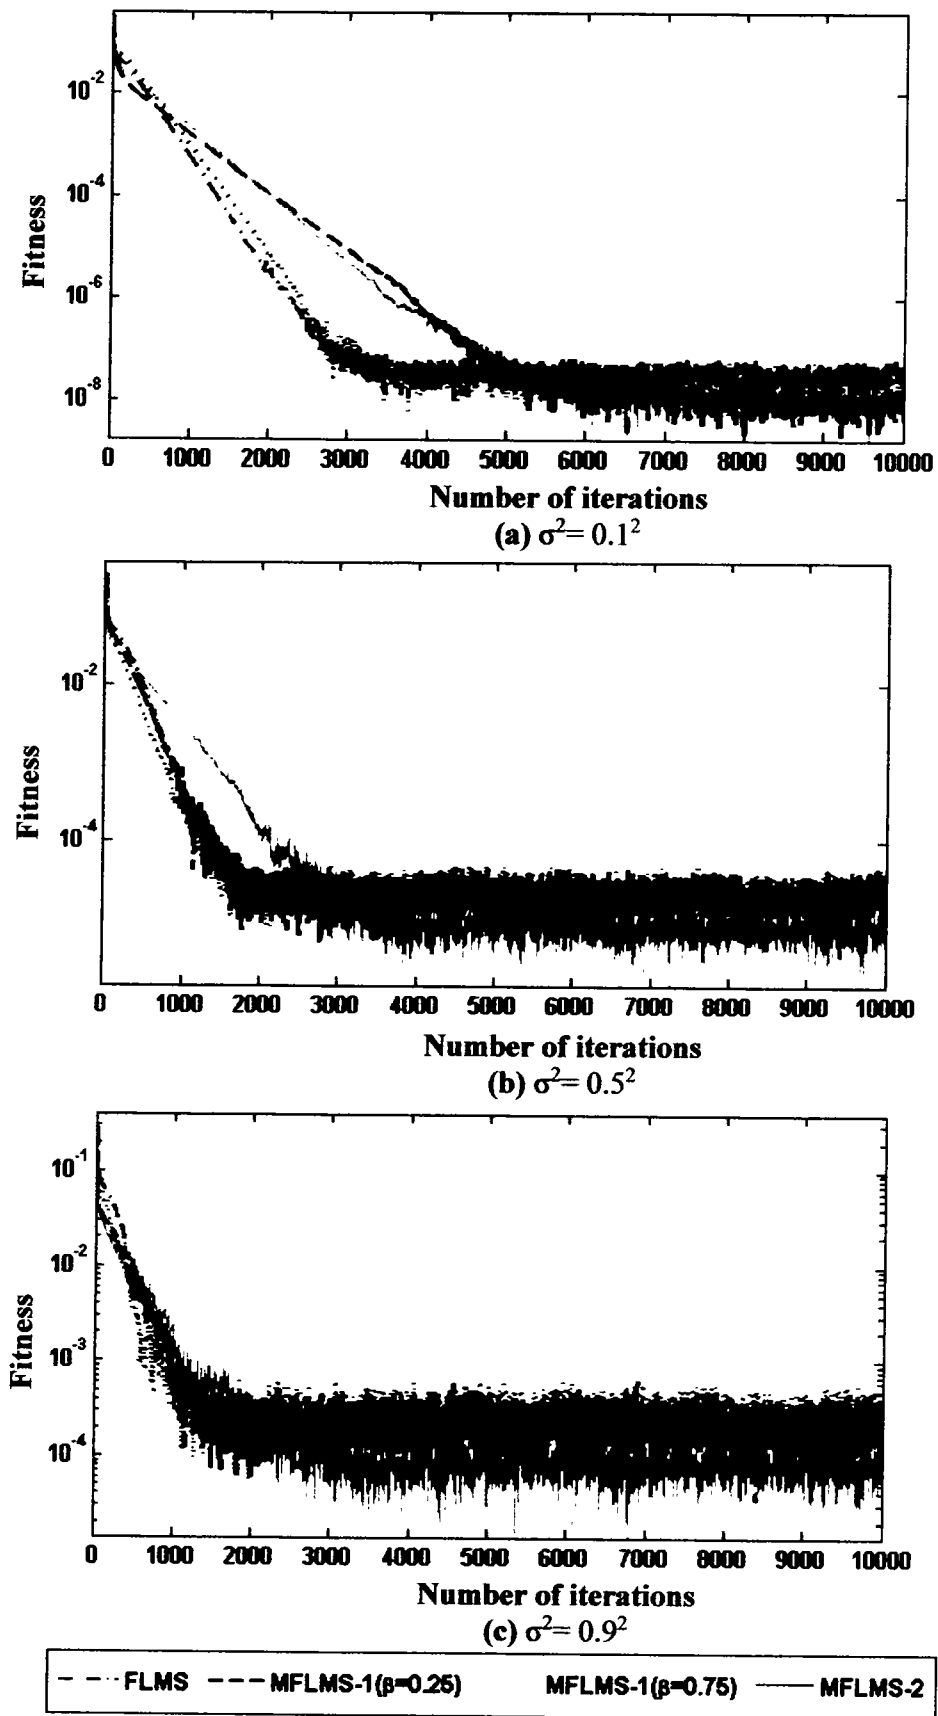 10^-2
10^-4
10^-6
10^-8
Fitness
0 1000 2000 3000 4000 5000 6000 7000 8000 9000 10000
Number of iterations
(a) σ²= 0.1²
10^-2
10^-4
Fitness
0 1000 2000 3000 4000 5000 6000 7000 8000 9000 10000
Number of iterations
(b) σ²= 0.5²
10^-1
10^-2
10^-3
10^-4
Fitness
0 1000 2000 3000 4000 5000 6000 7000 8000 9000 10000
Number of iterations
(c) σ²= 0.9²
FLMS MFLMS-1(β=0.25) MFLMS-1(β=0.75) MFLMS-2